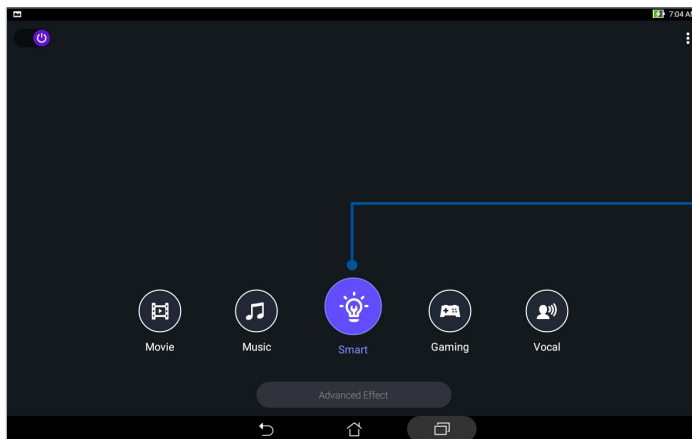 7:04 AM
Movie
Music
Smart
Gaming
Vocal
Advanced Effect